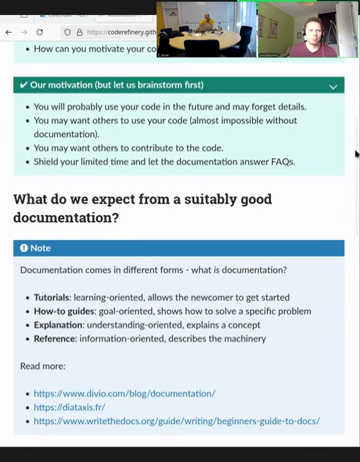 https://coderefinery.gith
How can you motivate your co
Our motivation (but let us brainstorm first)
You will probably use your code in the future and may forget details.
You may want others to use your code (almost impossible without
documentation).
You may want others to contribute to the code.
Shield your limited time and let the documentation answer FAQs.
What do we expect from a suitably good
documentation?
Note
Documentation comes in different forms - what is documentation?
Tutorials: learning-oriented, allows the newcomer to get started
How-to guides: goal-oriented, shows how to solve a specific problem
Explanation: understanding-oriented, explains a concept
Reference: information-oriented, describes the machinery
Read more:
https://www.divio.com/blog/documentation/
https://diataxis.fr/
https://www.writethedocs.org/guide/writing/beginners-guide-to-docs/